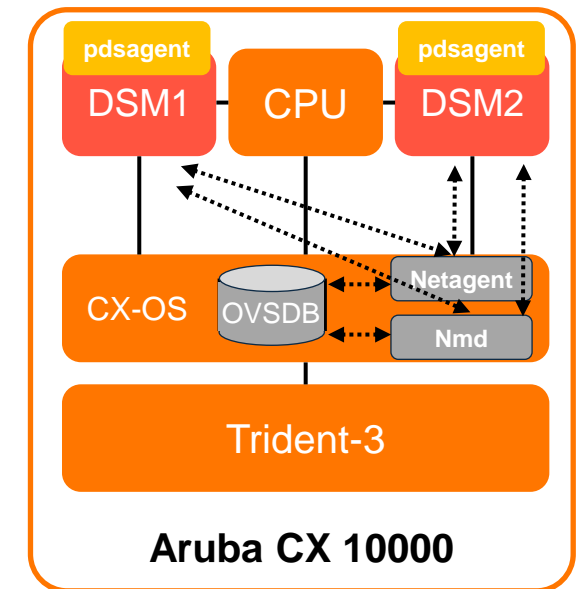 pdsagent
pdsagent
DSM1
CPU
DSM2
CX-OS
OVSDB
Netagent
Nmd
Trident-3
Aruba CX 10000